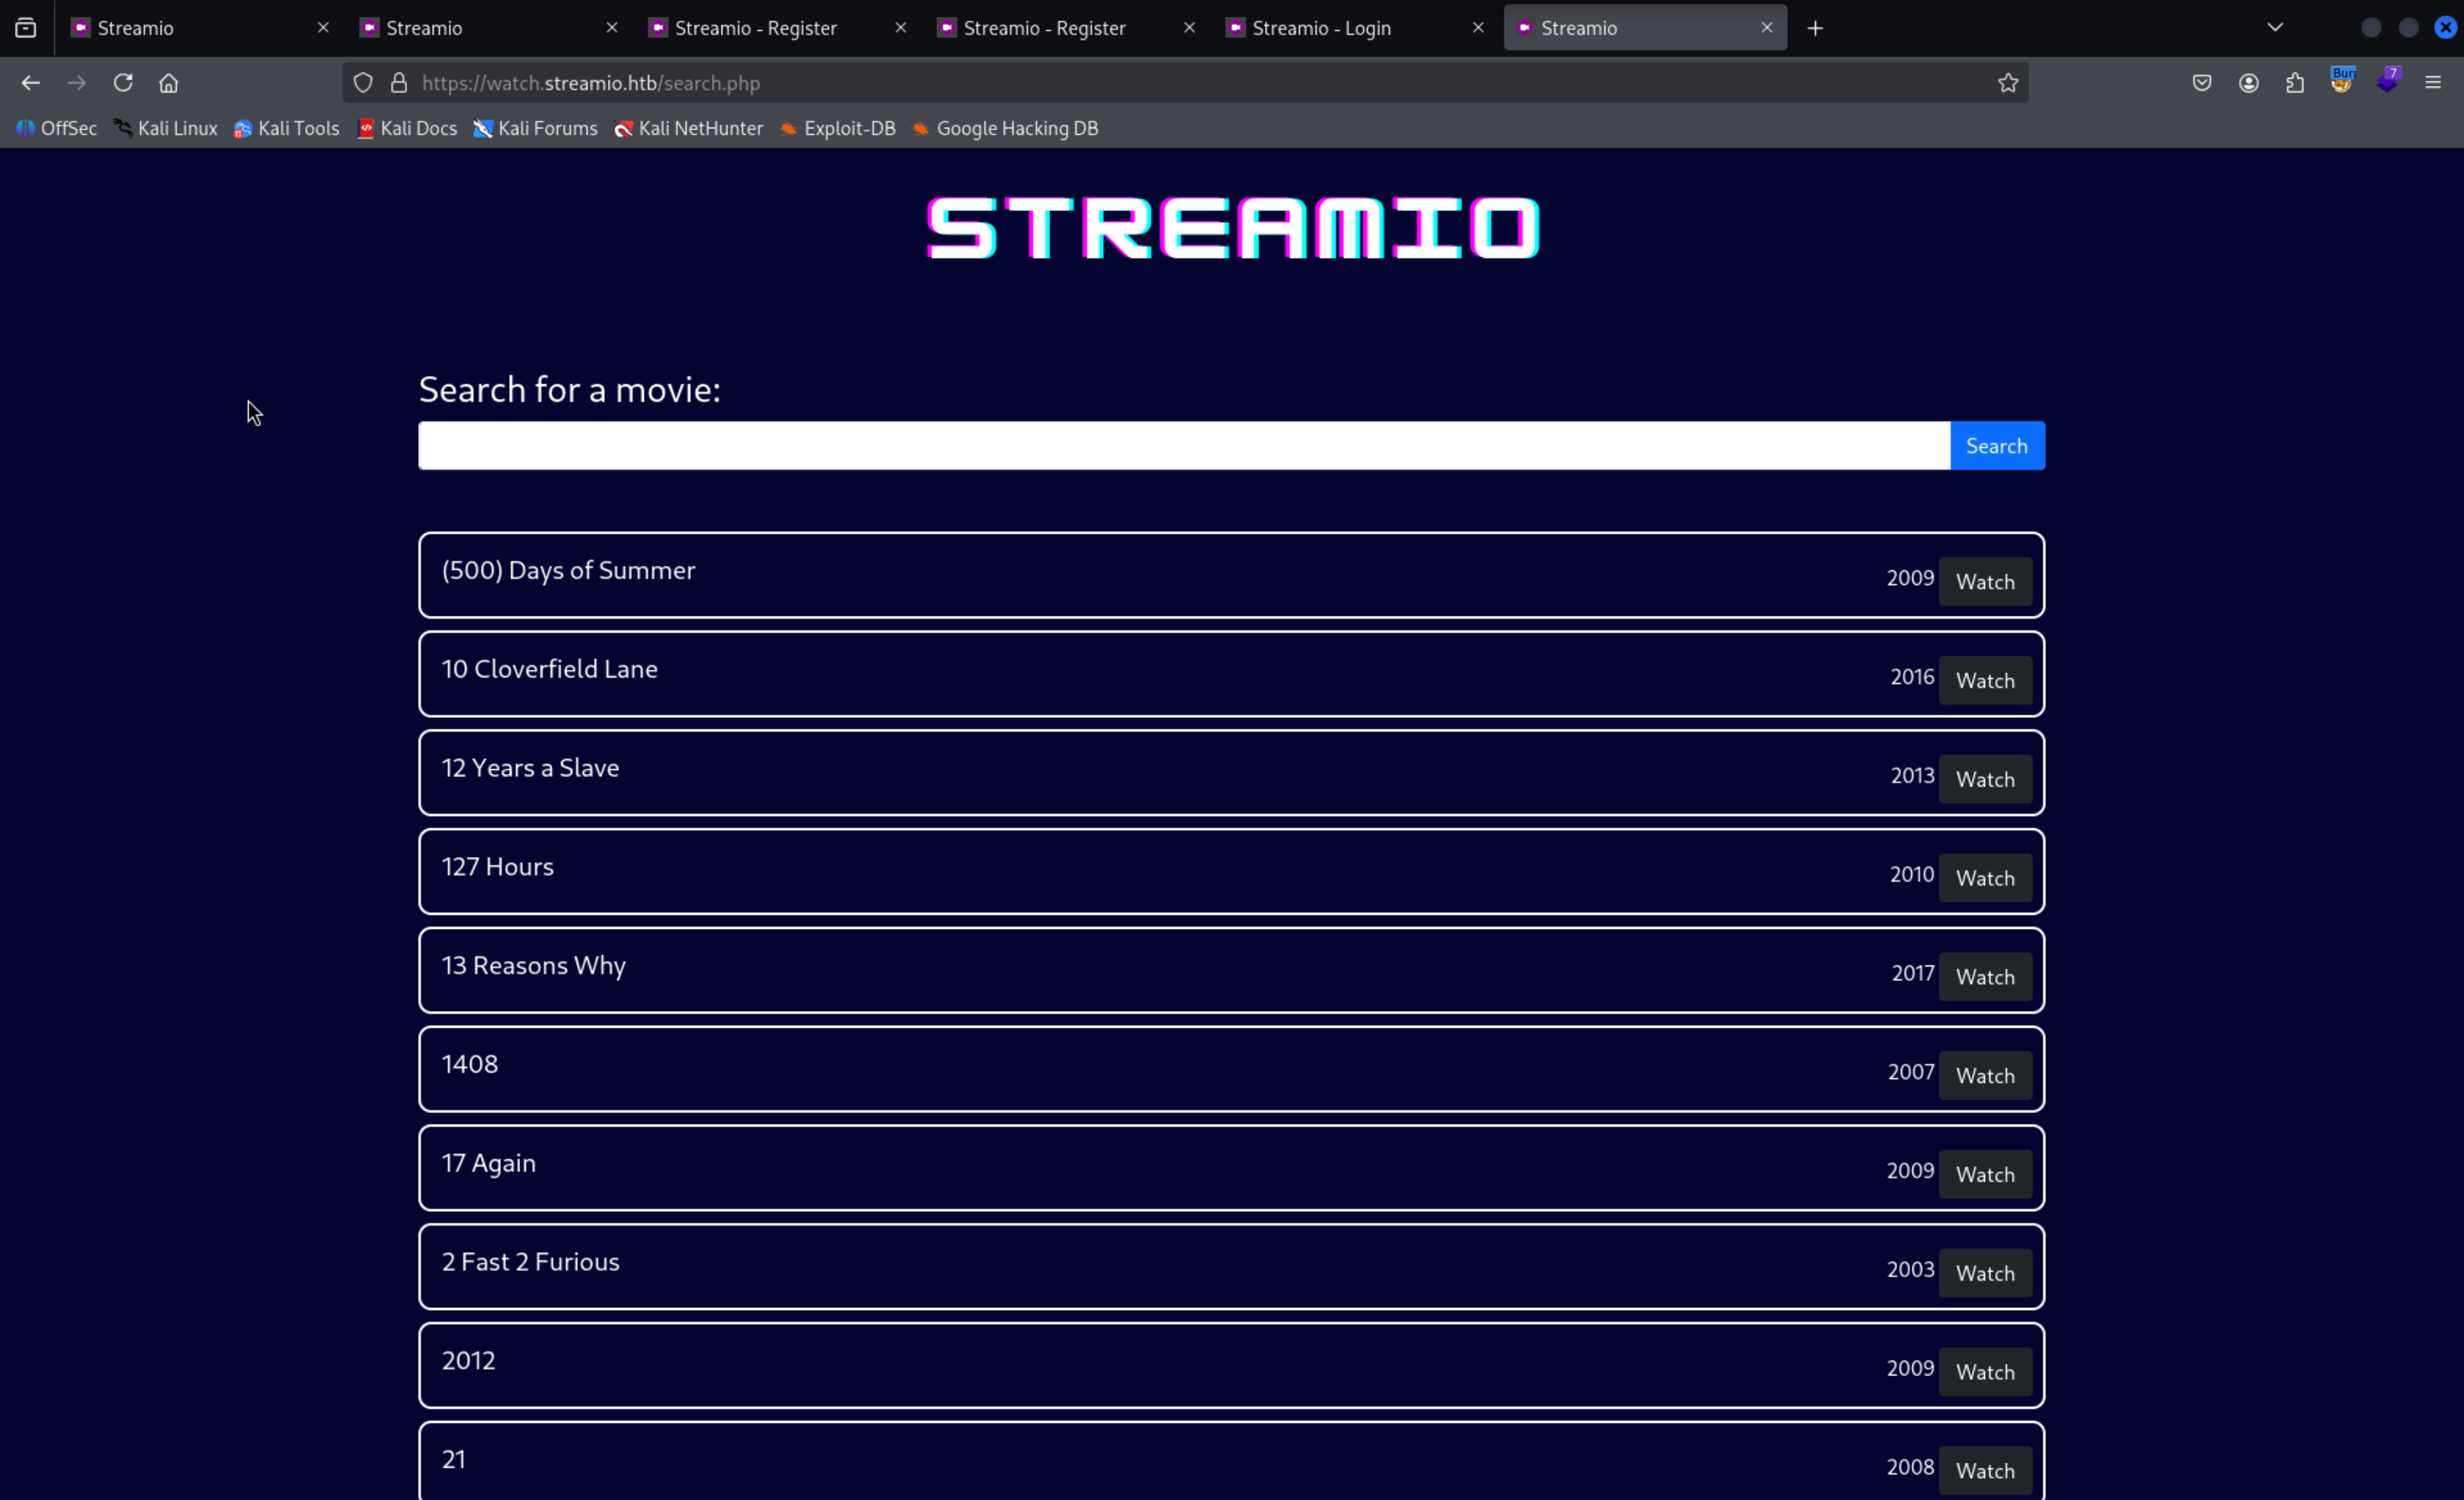 Streamio Streamio Streamio - Register Streamio - Register Streamio - Login Streamio
https://watch.streamio.htb/search.php Bur 7
OffSec Kali Linux Kali Tools Kali Docs Kali Forums Kali NetHunter Exploit-DB Google Hacking DB
STREAMIO
Search for a movie:
Search
(500) Days of Summer 2009 Watch
10 Cloverfield Lane 2016 Watch
12 Years a Slave 2013 Watch
127 Hours 2010 Watch
13 Reasons Why 2017 Watch
1408 2007 Watch
17 Again 2009 Watch
2 Fast 2 Furious 2003 Watch
2012 2009 Watch
21 2008 Watch